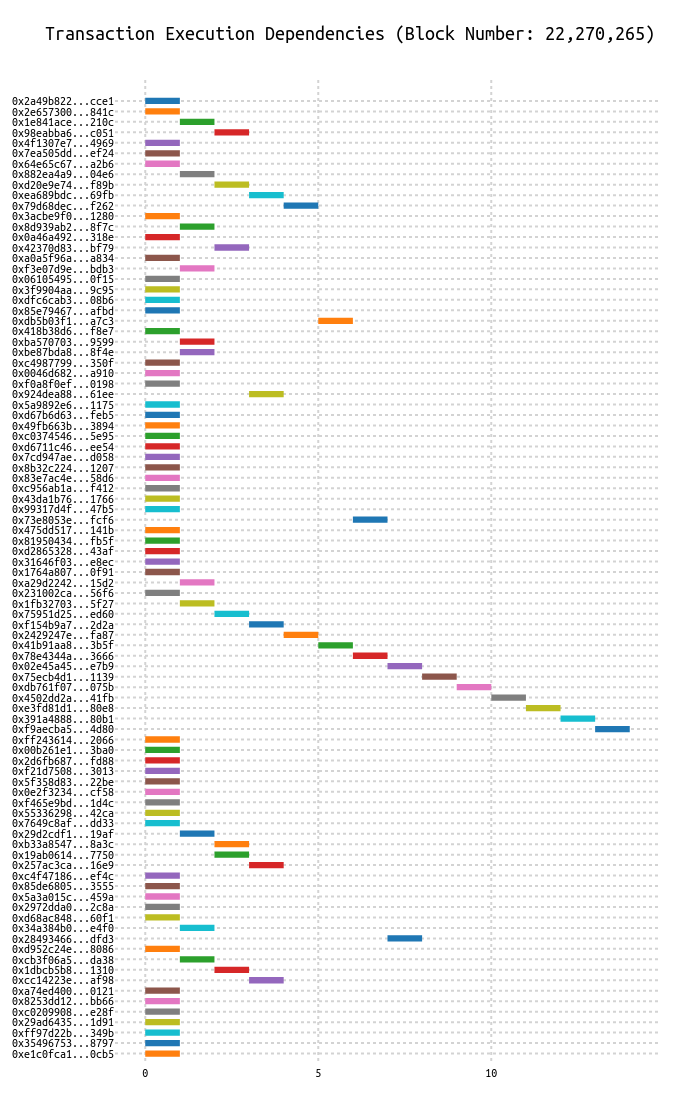 Transaction Execution Dependencies (Block Number: 22,270,265)
0x2a49b822...cce1
0x2e657300...841c
0x1e841ace...210c
0x98eabba6...c051
0x4f1307e7...4969
0x7ea505dd...ef24
0x64e65c67...a2b6
0x882ea4a9...04e6
0xd20e9e74...f89b
0xea689bdc...69fb
0x79d68dec...f262
0x3acbe9f0...1280
0x8d939ab2...8f7c
0x0a46a492...318e
0x42370d83...bf79
0xa0a5f96a...a834
0xf3e07d9e...bdb3
0x06105495...0f15
0x3f9904aa...9c95
0xdfc6cab3...08b6
0x85e79467...afbd
0xdb5b03f1...a7c3
0x418b38d6...f8e7
0xba570703...9599
0xbe87bda8...8f4e
0xc4987799...350f
0x0046d682...a910
0xf0a8f0ef...0198
0x924dea88...61ee
0x5a9892e6...1175
0xd67b6d63...feb5
0x49fb663b...3894
0xc0374546...5e95
0xd6711c46...ee54
0x7cd947ae...d058
0x8b32c224...1207
0x83e7ac4e...58d6
0xc956ab1a...f412
0x43da1b76...1766
0x99317d4f...47b5
0x73e8053e...fcf6
0x475dd517...141b
0x81950434...fb5f
0xd2865328...43af
0x31646f03...e8ec
0x1764a807...0f91
0xa29d2242...15d2
0x231002ca...56f6
0x1fb32703...5f27
0x75951d25...ed60
0xf154b9a7...2d2a
0x2429247e...fa87
0x41b91aa8...3b5f
0x78e4344a...3666
0x02e45a45...e7b9
0x75ecb4d1...1139
0xdb761f07...075b
0x4502dd2a...41fb
0xe3fd81d1...80e8
0x391a4888...80b1
0xf9aecba5...4d80
0xff243614...2066
0x00b261e1...3ba0
0x2d6fb687...fd88
0xf21d7508...3013
0x5f358d83...22be
0x0e2f3234...cf58
0xf465e9bd...1d4c
0x55336298...42ca
0x7649c8af...dd33
0x29d2cdf1...19af
0xb33a8547...8a3c
0x19ab0614...7750
0x257ac3ca...16e9
0xc4f47186...ef4c
0x85de6805...3555
0x5a3a015c...459a
0x2972dda0...2c8a
0xd68ac848...60f1
0x34a384b0...e4f0
0x28493466...dfd3
0xd952c24e...8086
0xcb3f06a5...da38
0x1dbcb5b8...1310
0xcc14223e...af98
0xa74ed400...0121
0x8253dd12...bb66
0xc0209908...e28f
0x29ad6435...1d91
0xff97d22b...349b
0x35496753...8797
0xe1c0fca1...0cb5
0 5 10